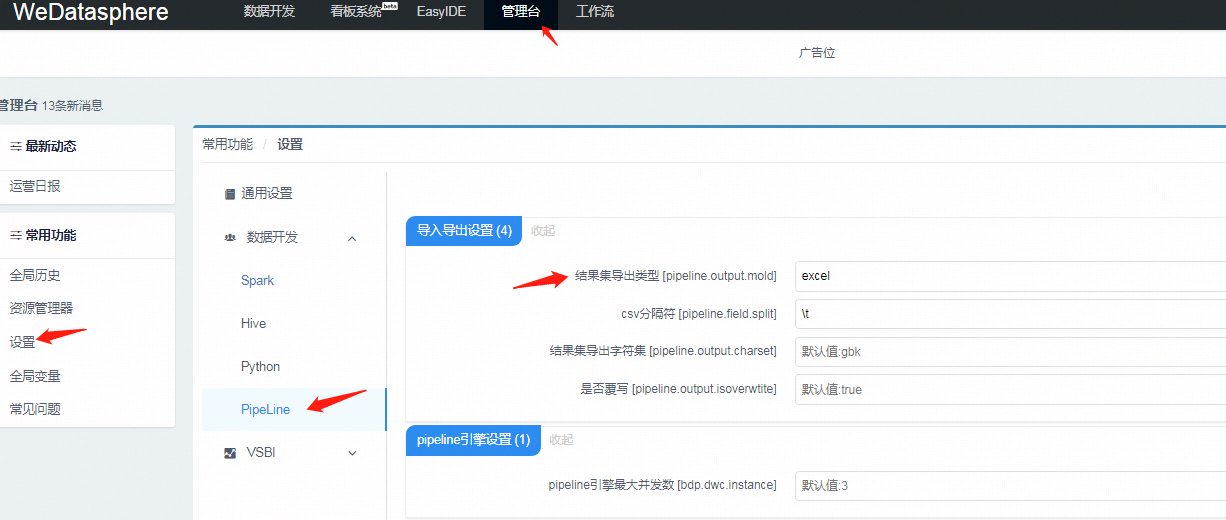 WeDatasphere 数据开发 看板系统 beta EasyIDE 管理台 工作流
广告位
管理台 13条新消息
最新动态
运营日报
常用功能
全局历史
资源管理器
设置
全局变量
常见问题
常用功能 / 设置
通用设置
数据开发
Spark
Hive
Python
PipeLine
VSBI
导入导出设置 (4) 收起
结果集导出类型 [pipeline.output.mold] excel
csv分隔符 [pipeline.field.split] \t
结果集导出字符集 [pipeline.output.charset] 默认值:gbk
是否覆写 [pipeline.output.isoverwtite] 默认值:true
pipeline引擎设置 (1) 收起
pipeline引擎最大并发数 [bdp.dwc.instance] 默认值:3